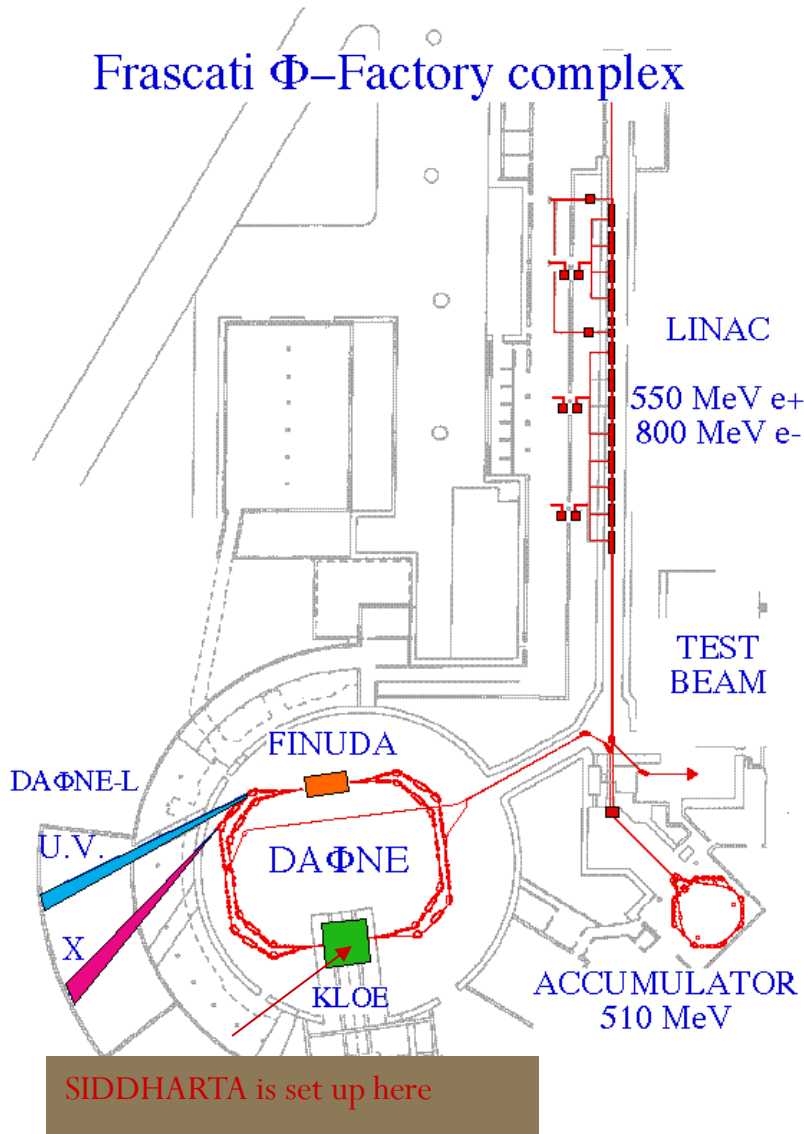 Frascati Φ–Factory complex
LINAC
550 MeV e+
800 MeV e-
TEST
BEAM
FINUDA
DAΦNE-L
U.V.
DAΦNE
X
KLOE
ACCUMULATOR
510 MeV
SIDDHARTA is set up here